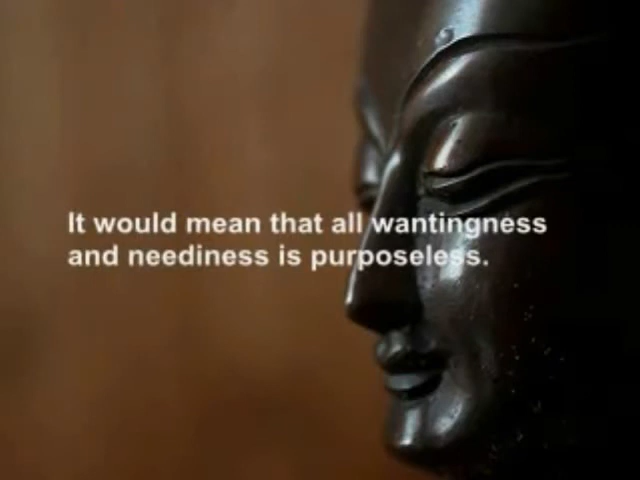 It would mean that all wantingness
and neediness is purposeless.